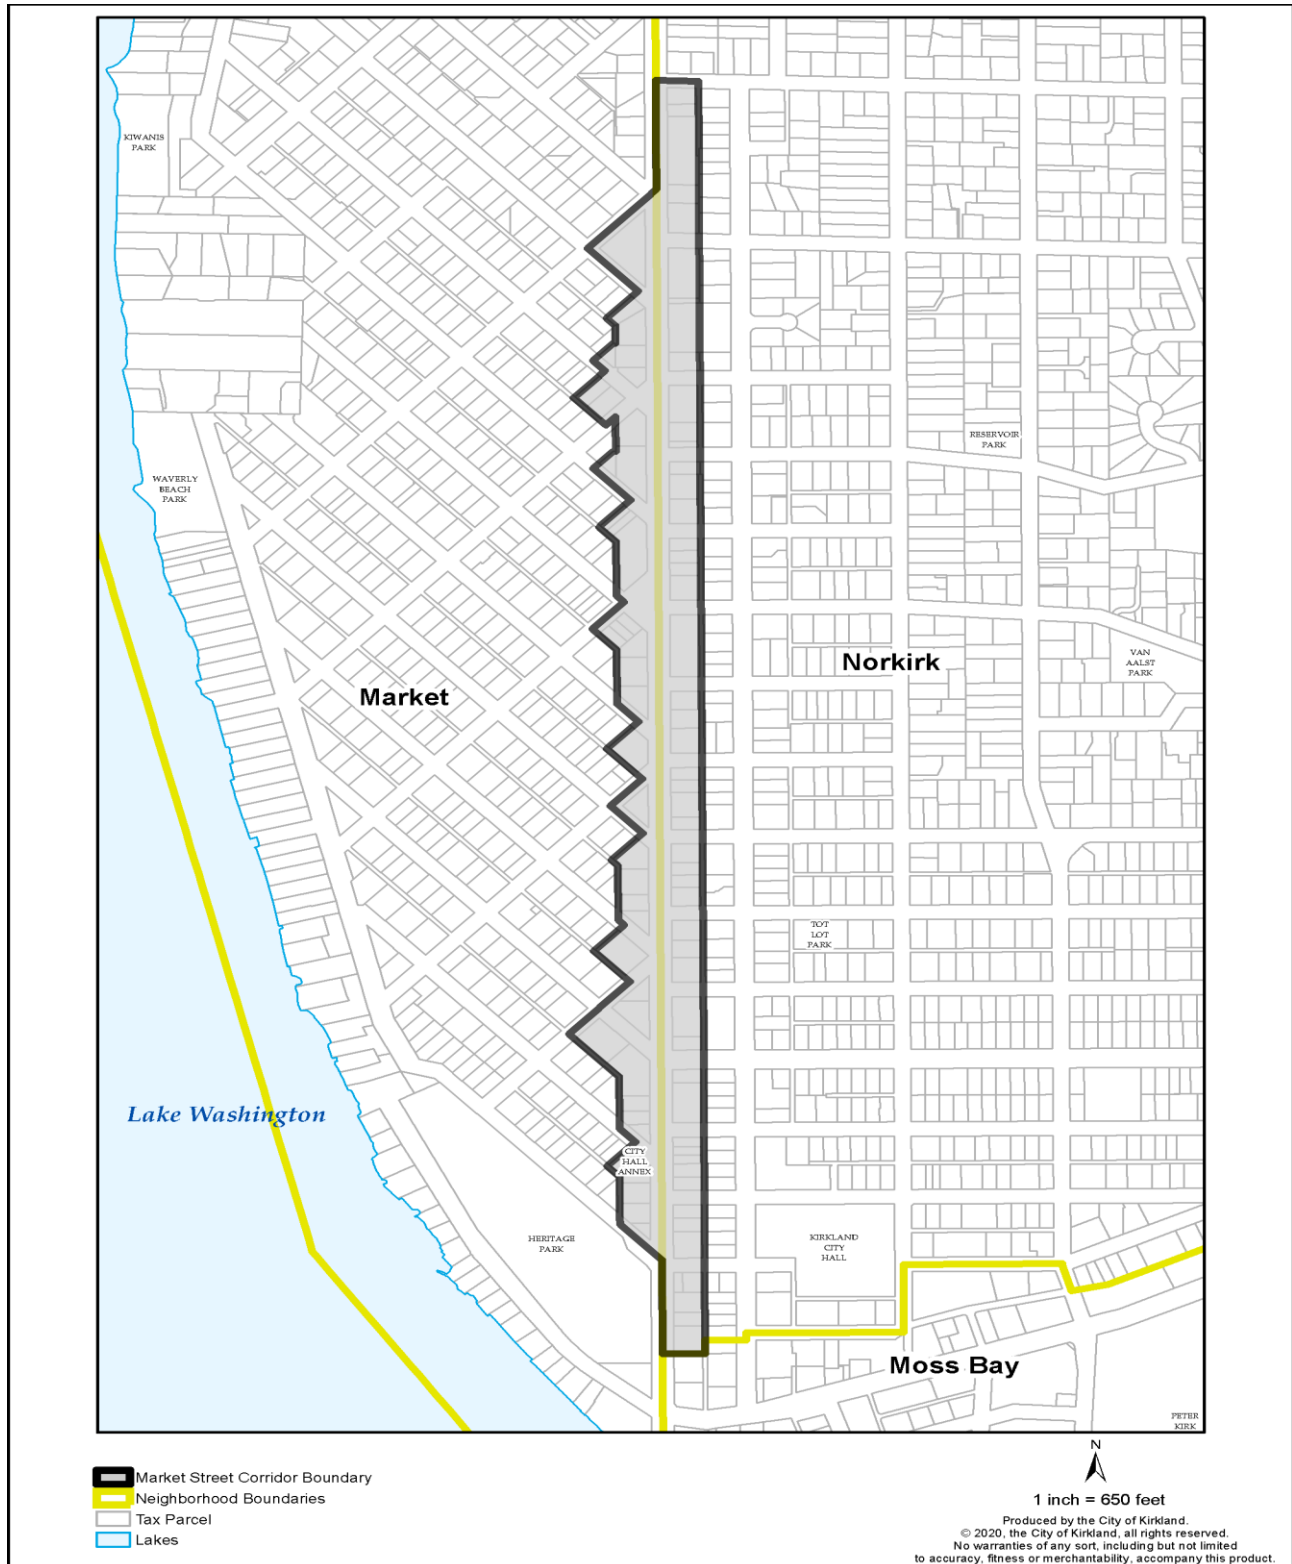 KIWANIS
PARK
RESERVOIR
PARK
WAVERLY
BEACH
PARK
Norkirk
VAN
AALST
PARK
Market
TOT
LOT
PARK
Lake Washington
CITY
HALL
ANNEX
HERITAGE
PARK
KIRKLAND
CITY
HALL
Moss Bay
PETER
KIRK
Market Street Corridor Boundary
Neighborhood Boundaries
Tax Parcel
Lakes
N
1 inch = 650 feet
Produced by the City of Kirkland.
© 2020, the City of Kirkland, all rights reserved.
No warranties of any sort, including but not limited
to accuracy, fitness or merchantability, accompany this product.